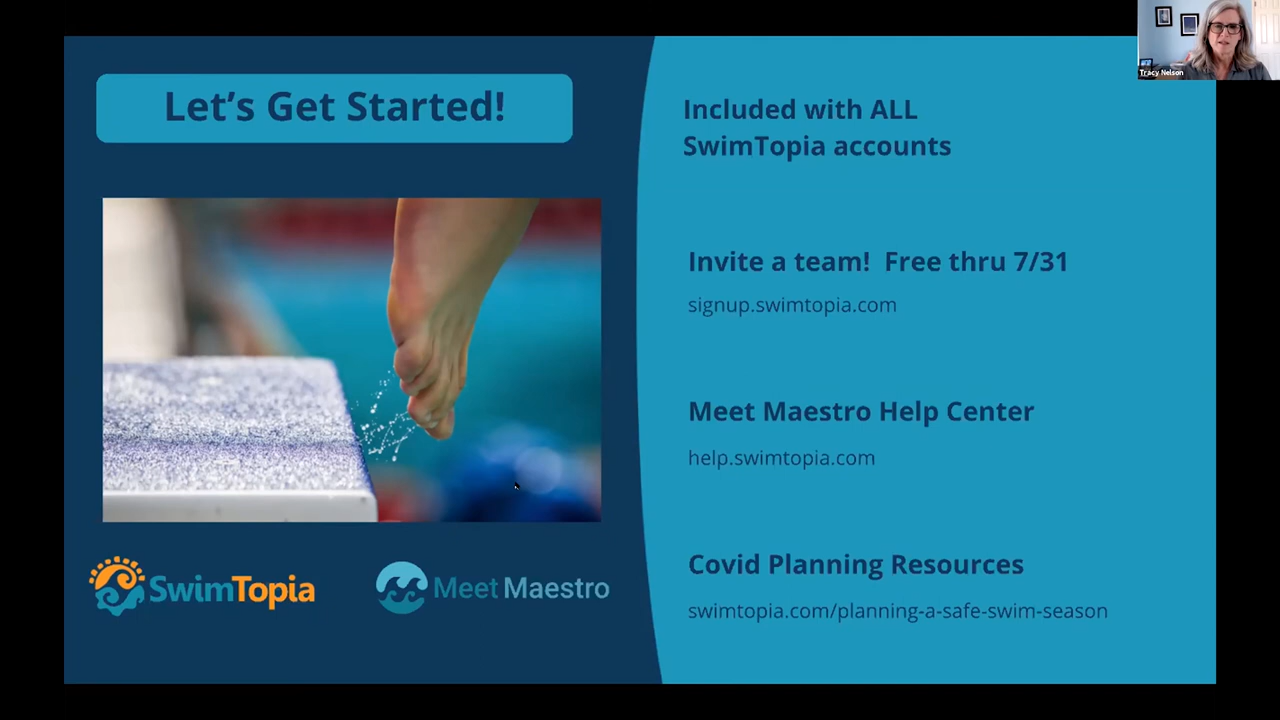 Tracy Nelson
Let's Get Started!
SwimTopia
Meet Maestro
Included with ALL
SwimTopia accounts
Invite a team! Free thru 7/31
signup.swimtopia.com
Meet Maestro Help Center
help.swimtopia.com
Covid Planning Resources
swimtopia.com/planning-a-safe-swim-season